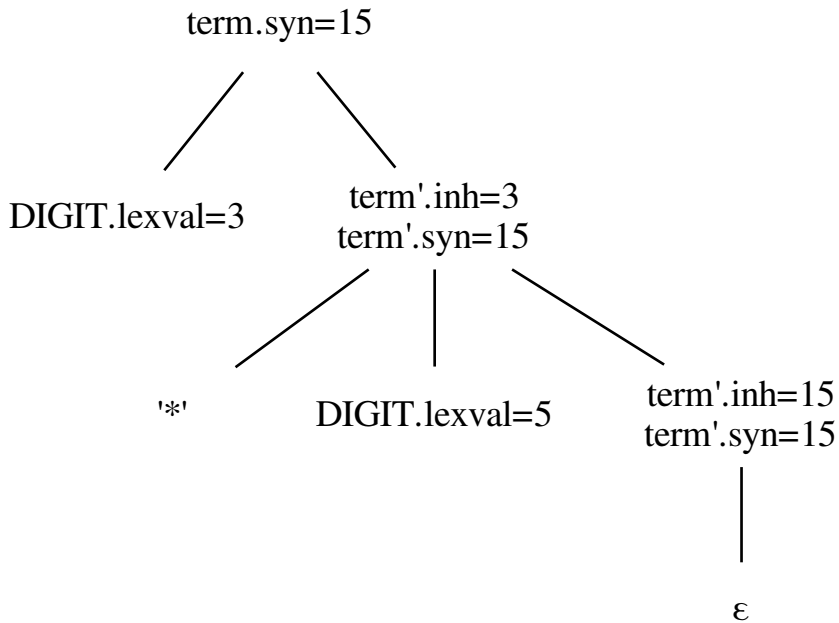 term.syn=15
DIGIT.lexval=3
term'.inh=3
term'.syn=15
'*'
DIGIT.lexval=5
term'.inh=15
term'.syn=15
ε